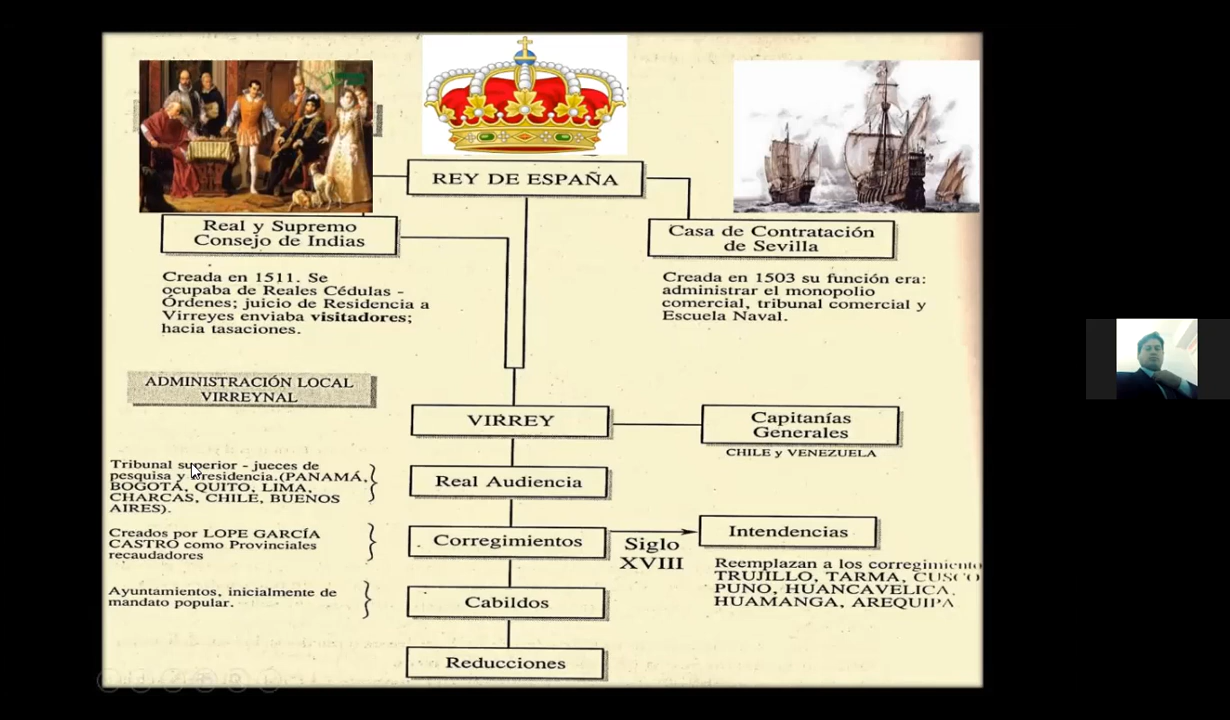 REY DE ESPAÑA
Real y Supremo
Consejo de Indias
Casa de Contratación
de Sevilla
Creada en 1511. Se
ocupaba de Reales Cédulas -
Órdenes; juicio de Residencia a
Virreyes enviaba visitadores;
hacia tasaciones.
Creada en 1503 su función era:
administrar el monopolio
comercial, tribunal comercial y
Escuela Naval.
ADMINISTRACIÓN LOCAL
VIRREYNAL
VIRREY
Capitanías
Generales
CHILE y VENEZUELA
Tribunal superior - jueces de
pesquisa y presidencia.(PANAMÁ,
BOGOTÁ, QUITO, LIMA,
CHARCAS, CHILE, BUENOS
AIRES).
Real Audiencia
Creados por LOPE GARCÍA
CASTRO como Provinciales
recaudadores
Corregimientos
Siglo
XVIII
Intendencias
Reemplazan a los corregimiento
TRUJILLO, TARMA, CUSCO
PUNO, HUANCAVELICA.
HUAMANGA, AREQUIPA
Ayuntamientos, inicialmente de
mandato popular.
Cabildos
Reducciones